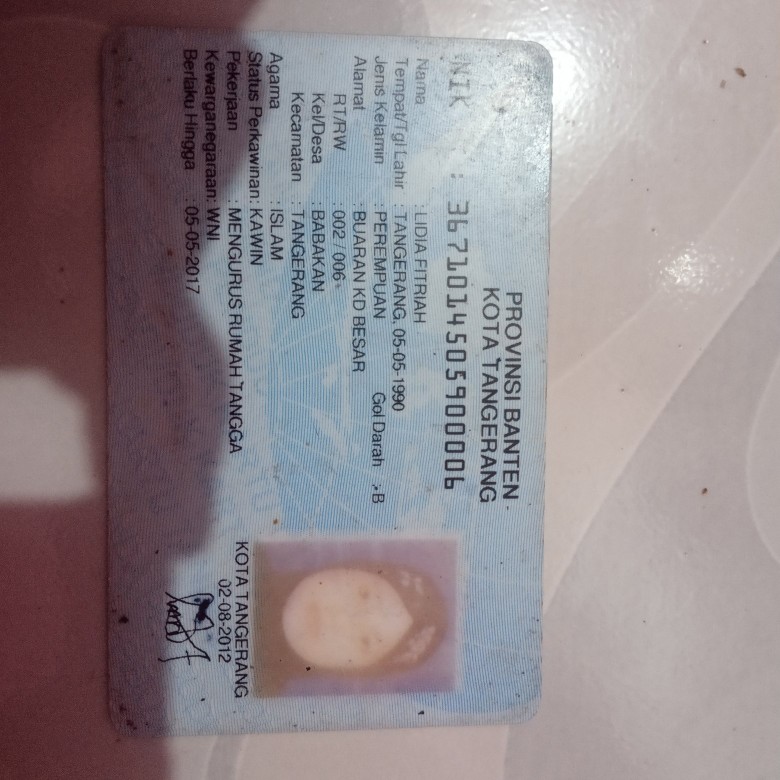 PROVINSI BANTEN
KOTA TANGERANG
NIK : 3671014505900006
Nama : LIDIA FITRIAH
Tempat/Tgl Lahir : TANGERANG, 05-05-1990
Jenis Kelamin : PEREMPUAN Gol Darah : B
Alamat : BUARAN KD BESAR
RT/RW : 002 / 006
Kel/Desa : BABAKAN
Kecamatan : TANGERANG
Agama : ISLAM
Status Perkawinan: KAWIN
Pekerjaan : MENGURUS RUMAH TANGGA
Kewarganegaraan: WNI
Berlaku Hingga : 05-05-2017
KOTA TANGERANG
02-08-2012